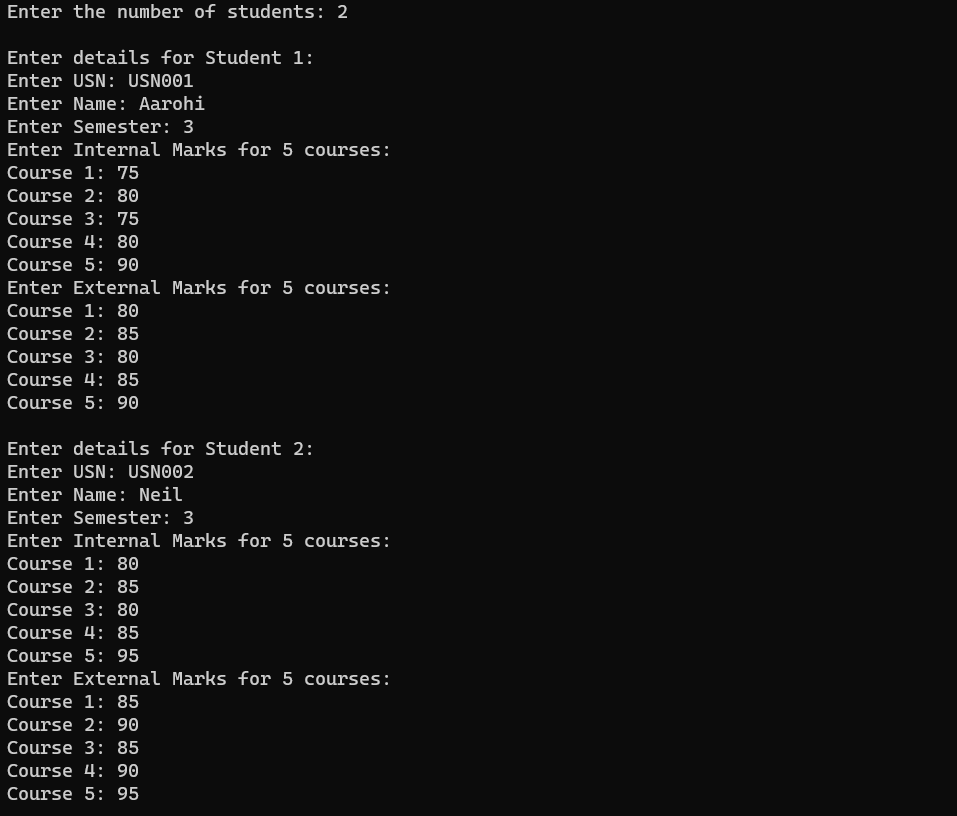 Enter the number of students: 2
Enter details for Student 1:
Enter USN: USN001
Enter Name: Aarohi
Enter Semester: 3
Enter Internal Marks for 5 courses:
Course 1: 75
Course 2: 80
Course 3: 75
Course 4: 80
Course 5: 90
Enter External Marks for 5 courses:
Course 1: 80
Course 2: 85
Course 3: 80
Course 4: 85
Course 5: 90
Enter details for Student 2:
Enter USN: USN002
Enter Name: Neil
Enter Semester: 3
Enter Internal Marks for 5 courses:
Course 1: 80
Course 2: 85
Course 3: 80
Course 4: 85
Course 5: 95
Enter External Marks for 5 courses:
Course 1: 85
Course 2: 90
Course 3: 85
Course 4: 90
Course 5: 95